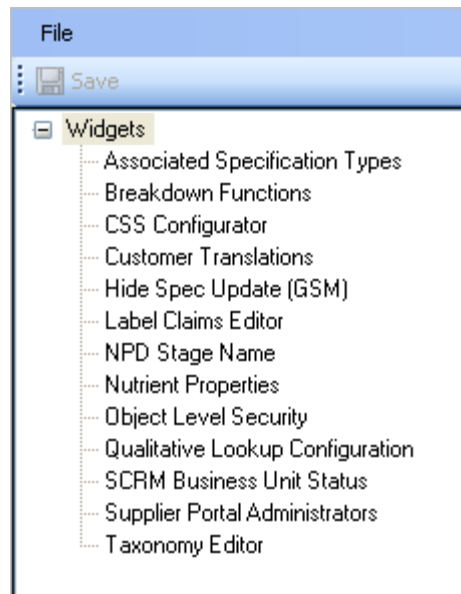 File
Save
Widgets
Associated Specification Types
Breakdown Functions
CSS Configurator
Customer Translations
Hide Spec Update (GSM)
Label Claims Editor
NPD Stage Name
Nutrient Properties
Object Level Security
Qualitative Lookup Configuration
SCRM Business Unit Status
Supplier Portal Administrators
Taxonomy Editor